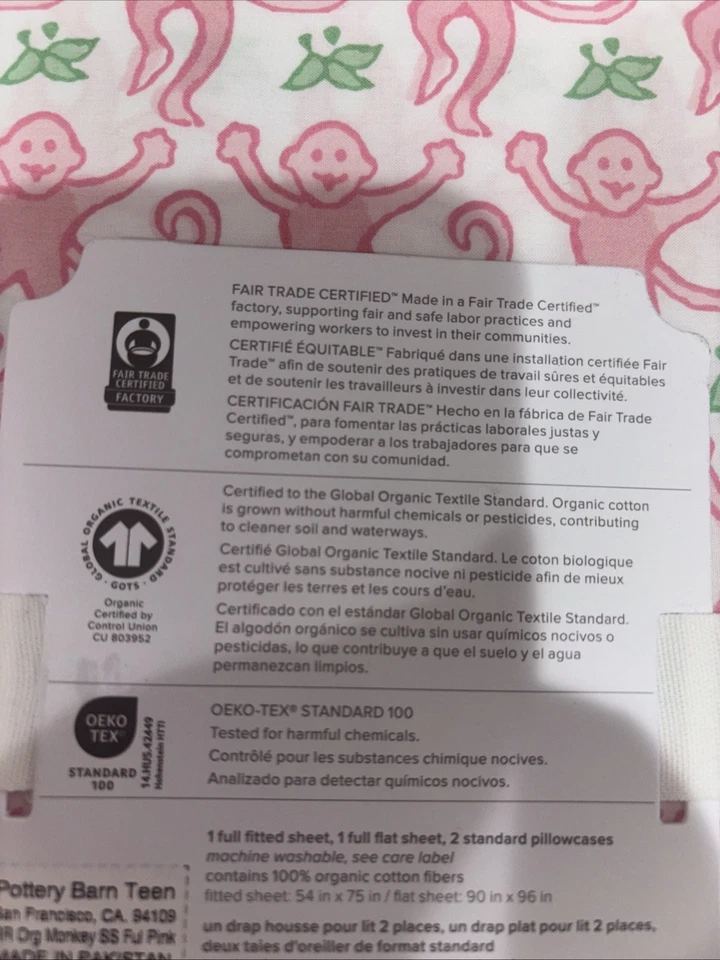 FAIR TRADE CERTIFIED™ Made in a Fair Trade Certified™
factory, supporting fair and safe labor practices and
empowering workers to invest in their communities.
CERTIFIÉ ÉQUITABLE™ Fabriqué dans une installation certifiée Fair
Trade™ afin de soutenir des pratiques de travail sûres et équitables
et de soutenir les travailleurs à investir dans leur collectivité.
CERTIFICACIÓN FAIR TRADE™ Hecho en la fábrica de Fair Trade
Certified™, para fomentar las prácticas laborales justas y
seguras, y empoderar a los trabajadores para que se
comprometan con su comunidad.
FAIR TRADE
CERTIFIED
FACTORY
Certified to the Global Organic Textile Standard. Organic cotton
is grown without harmful chemicals or pesticides, contributing
to cleaner soil and waterways.
Certifié Global Organic Textile Standard. Le coton biologique
est cultivé sans substance nocive ni pesticide afin de mieux
protéger les terres et les cours d'eau.
Certificado con el estándar Global Organic Textile Standard.
El algodón orgánico se cultiva sin usar químicos nocivos o
pesticidas, lo que contribuye a que el suelo y el agua
permanezcan limpios.
GLOBAL ORGANIC TEXTILE STANDARD · GOTS ·
Organic
Certified by
Control Union
CU 803952
OEKO
TEX®
STANDARD
100
14.HUS.42449
Hohenstein HTTI
OEKO-TEX® STANDARD 100
Tested for harmful chemicals.
Contrôlé pour les substances chimique nocives.
Analizado para detectar químicos nocivos.
1 full fitted sheet, 1 full flat sheet, 2 standard pillowcases
machine washable, see care label
contains 100% organic cotton fibers
fitted sheet: 54 in x 75 in / flat sheet: 90 in x 96 in
un drap housse pour lit 2 places, un drap plat pour lit 2 places,
deux taies d'oreiller de format standard
Pottery Barn Teen
San Francisco, CA. 94109
Org Monkey SS Ful Pink
MADE IN PAKISTAN